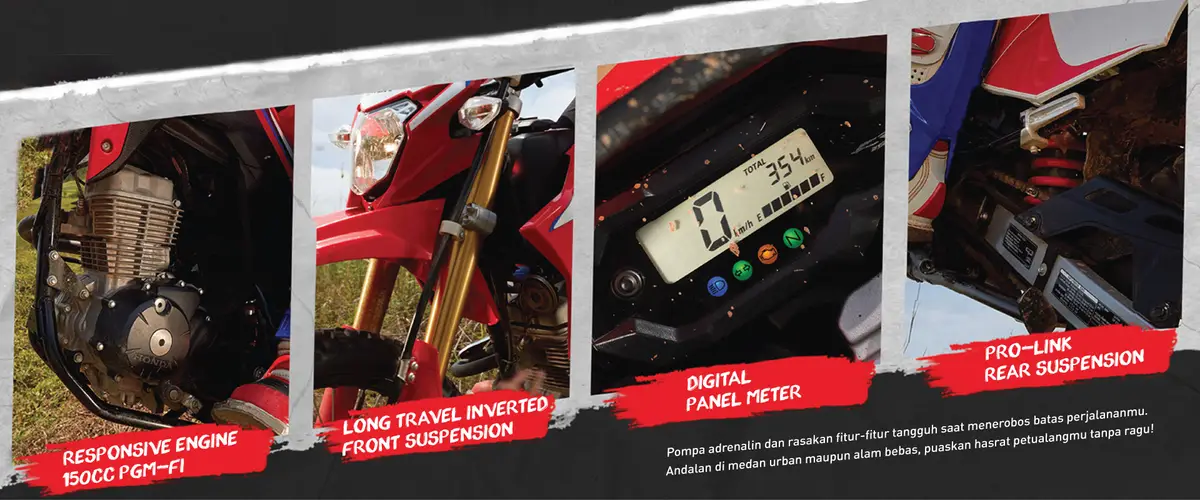 RESPONSIVE ENGINE
150CC PGM-FI
LONG TRAVEL INVERTED
FRONT SUSPENSION
TOTAL
354 km
0 km/h
E F
N
DIGITAL
PANEL METER
PRO-LINK
REAR SUSPENSION
Pompa adrenalin dan rasakan fitur-fitur tangguh saat menerobos batas perjalananmu.
Andalan di medan urban maupun alam bebas, puaskan hasrat petualangmu tanpa ragu!